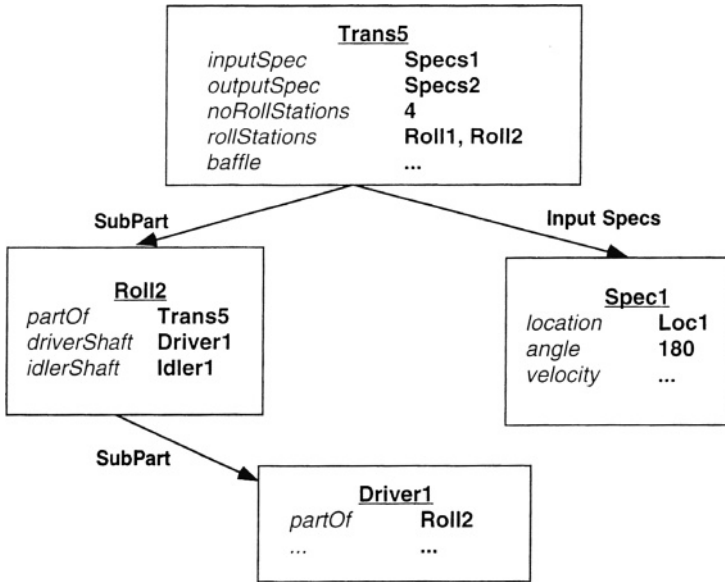 Trans5
inputSpec Specs1
outputSpec Specs2
noRollStations 4
rollStations Roll1, Roll2
baffle ...
SubPart
Input Specs
Roll2
partOf Trans5
driverShaft Driver1
idlerShaft Idler1
Spec1
location Loc1
angle 180
velocity ...
SubPart
Driver1
partOf Roll2
... ...